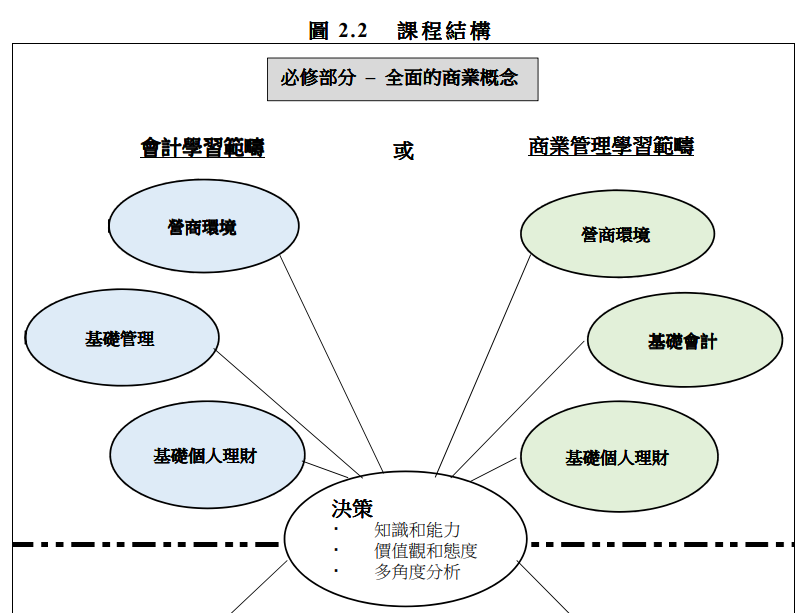 圖 2.2 課程結構
必修部分 – 全面的商業概念
會計學習範疇
或
商業管理學習範疇
營商環境
營商環境
基礎管理
基礎會計
基礎個人理財
基礎個人理財
決策
· 知識和能力
· 價值觀和態度
· 多角度分析